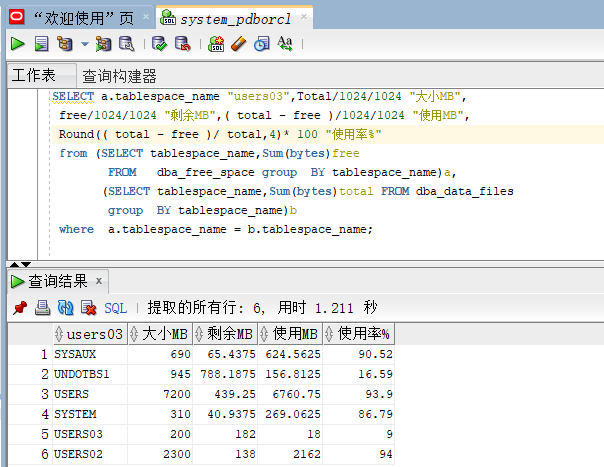 “欢迎使用”页 × system_pdborcl ×
SQL Aa
工作表 查询构建器
SELECT a.tablespace_name "users03",Total/1024/1024 "大小MB",
free/1024/1024 "剩余MB",( total - free )/1024/1024 "使用MB",
Round(( total - free )/ total,4)* 100 "使用率%"
from (SELECT tablespace_name,Sum(bytes)free
FROM dba_free_space group BY tablespace_name)a,
(SELECT tablespace_name,Sum(bytes)total FROM dba_data_files
group BY tablespace_name)b
where a.tablespace_name = b.tablespace_name;
查询结果 ×
SQL | 提取的所有行: 6, 用时 1.211 秒
users03 大小MB 剩余MB 使用MB 使用率%
1 SYSAUX 690 65.4375 624.5625 90.52
2 UNDOTBS1 945 788.1875 156.8125 16.59
3 USERS 7200 439.25 6760.75 93.9
4 SYSTEM 310 40.9375 269.0625 86.79
5 USERS03 200 182 18 9
6 USERS02 2300 138 2162 94